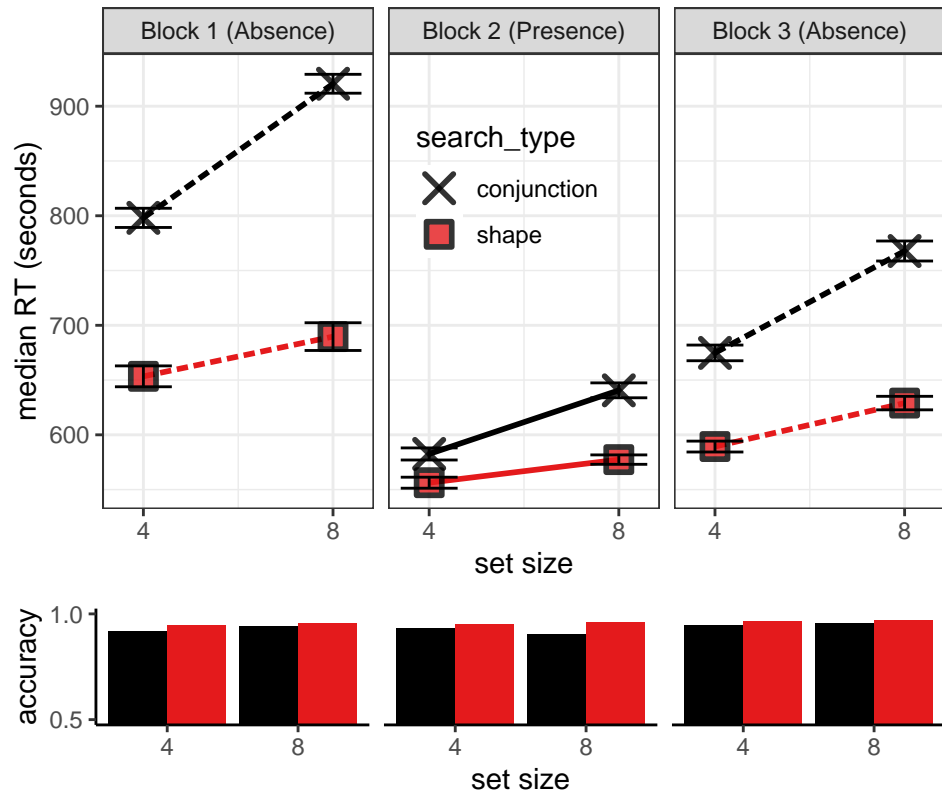 Block 1 (Absence) Block 2 (Presence) Block 3 (Absence)
median RT (seconds)
900
800
700
600
search_type
conjunction
shape
4 8 4 8 4 8
set size
accuracy
1.0
0.5
4 8 4 8 4 8
set size